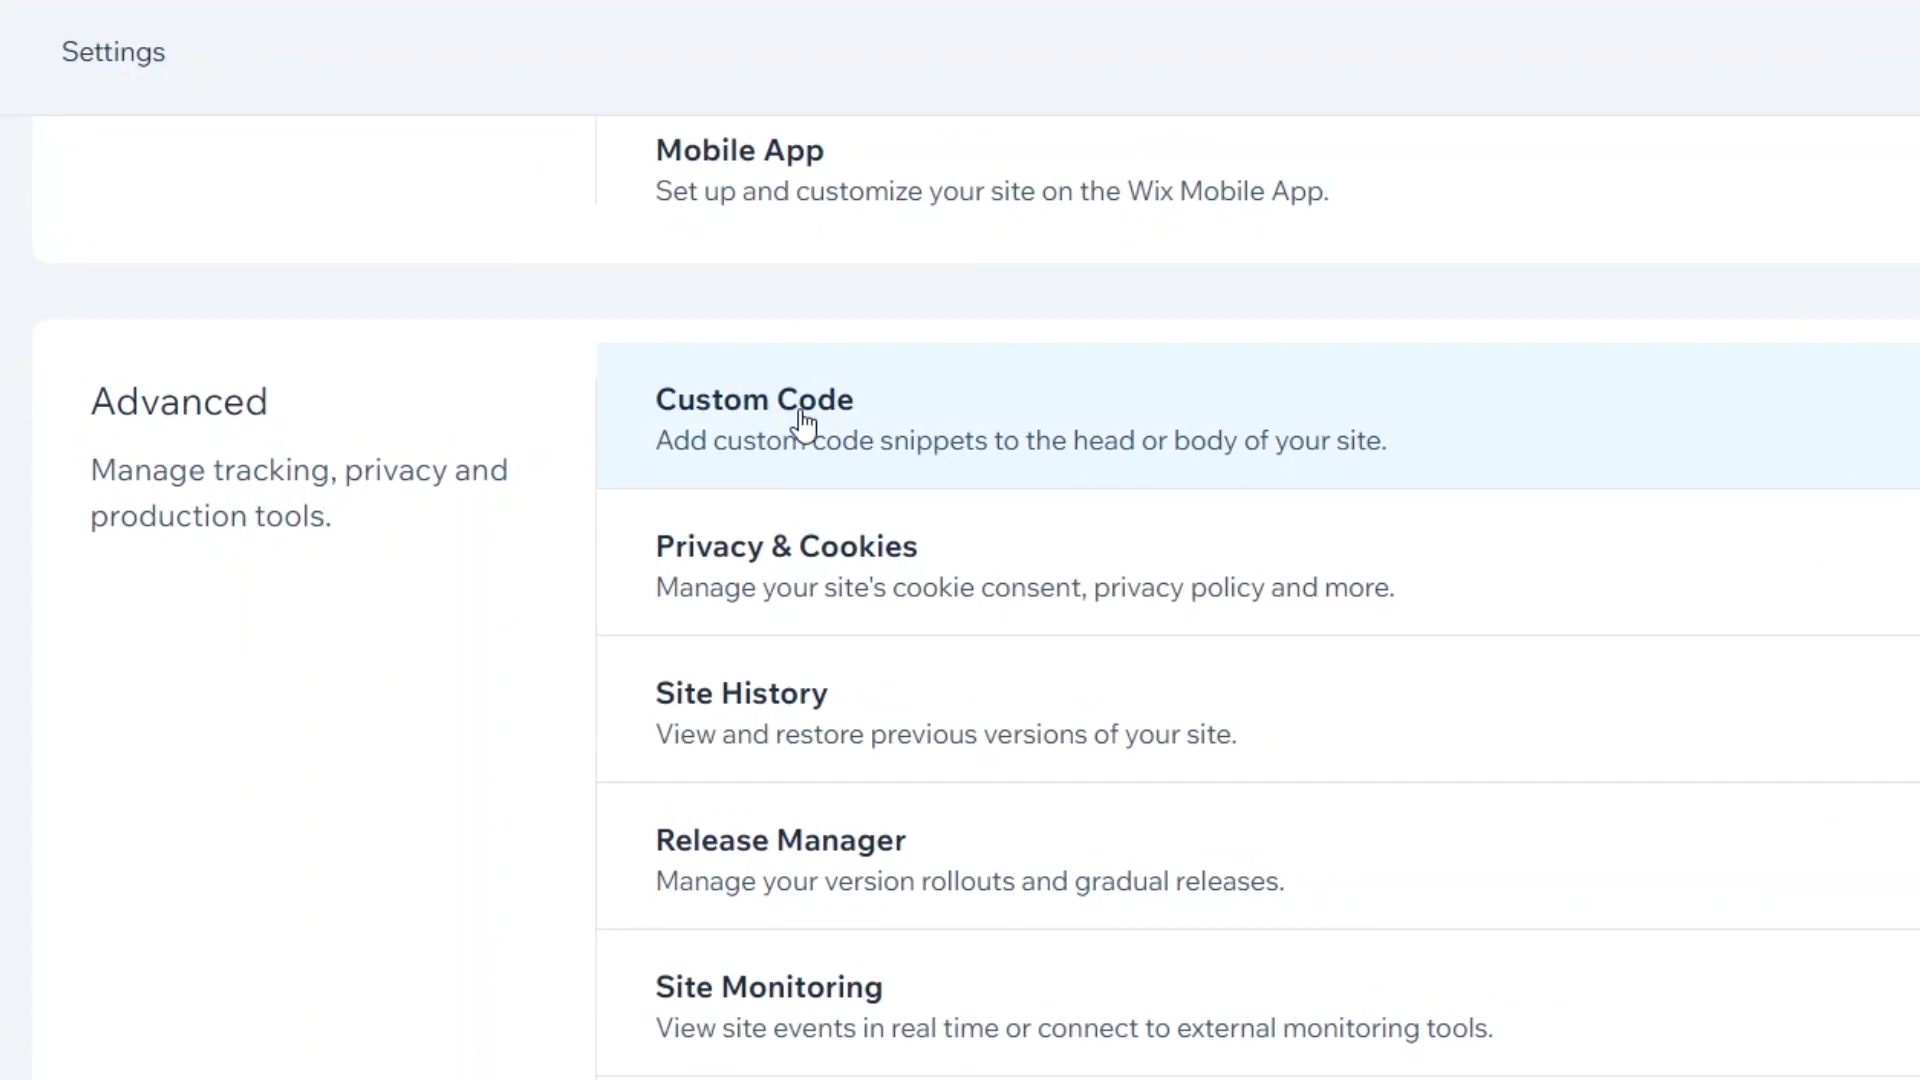 Settings
Mobile App
Set up and customize your site on the Wix Mobile App.
Advanced
Manage tracking, privacy and
production tools.
Custom Code
Add custom code snippets to the head or body of your site.
Privacy & Cookies
Manage your site's cookie consent, privacy policy and more.
Site History
View and restore previous versions of your site.
Release Manager
Manage your version rollouts and gradual releases.
Site Monitoring
View site events in real time or connect to external monitoring tools.